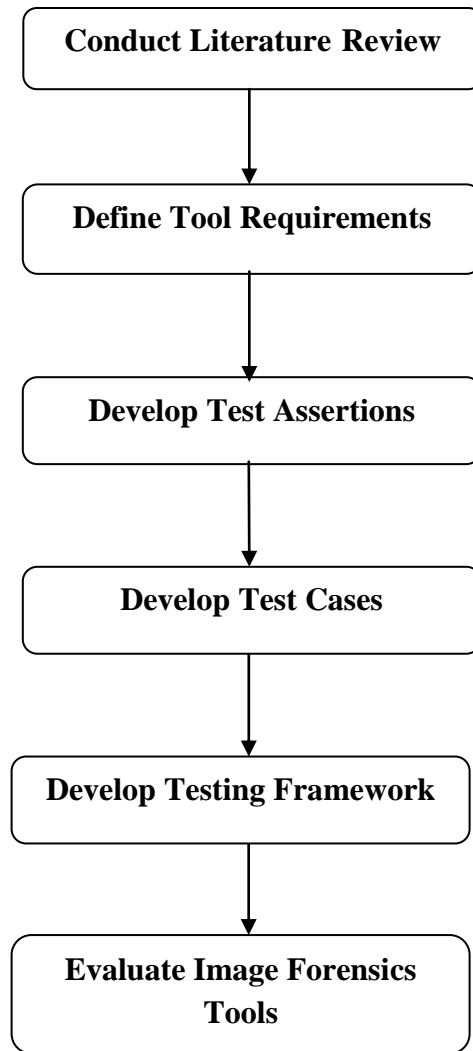 Conduct Literature Review
Define Tool Requirements
Develop Test Assertions
Develop Test Cases
Develop Testing Framework
Evaluate Image Forensics
Tools